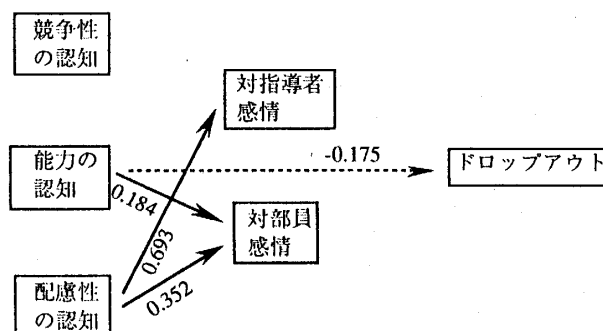 競争性
の認知
対指導者
感情
能力の
認知
-0.175
ドロップアウト
0.184
対部員
感情
0.693
0.352
配慮性
の認知